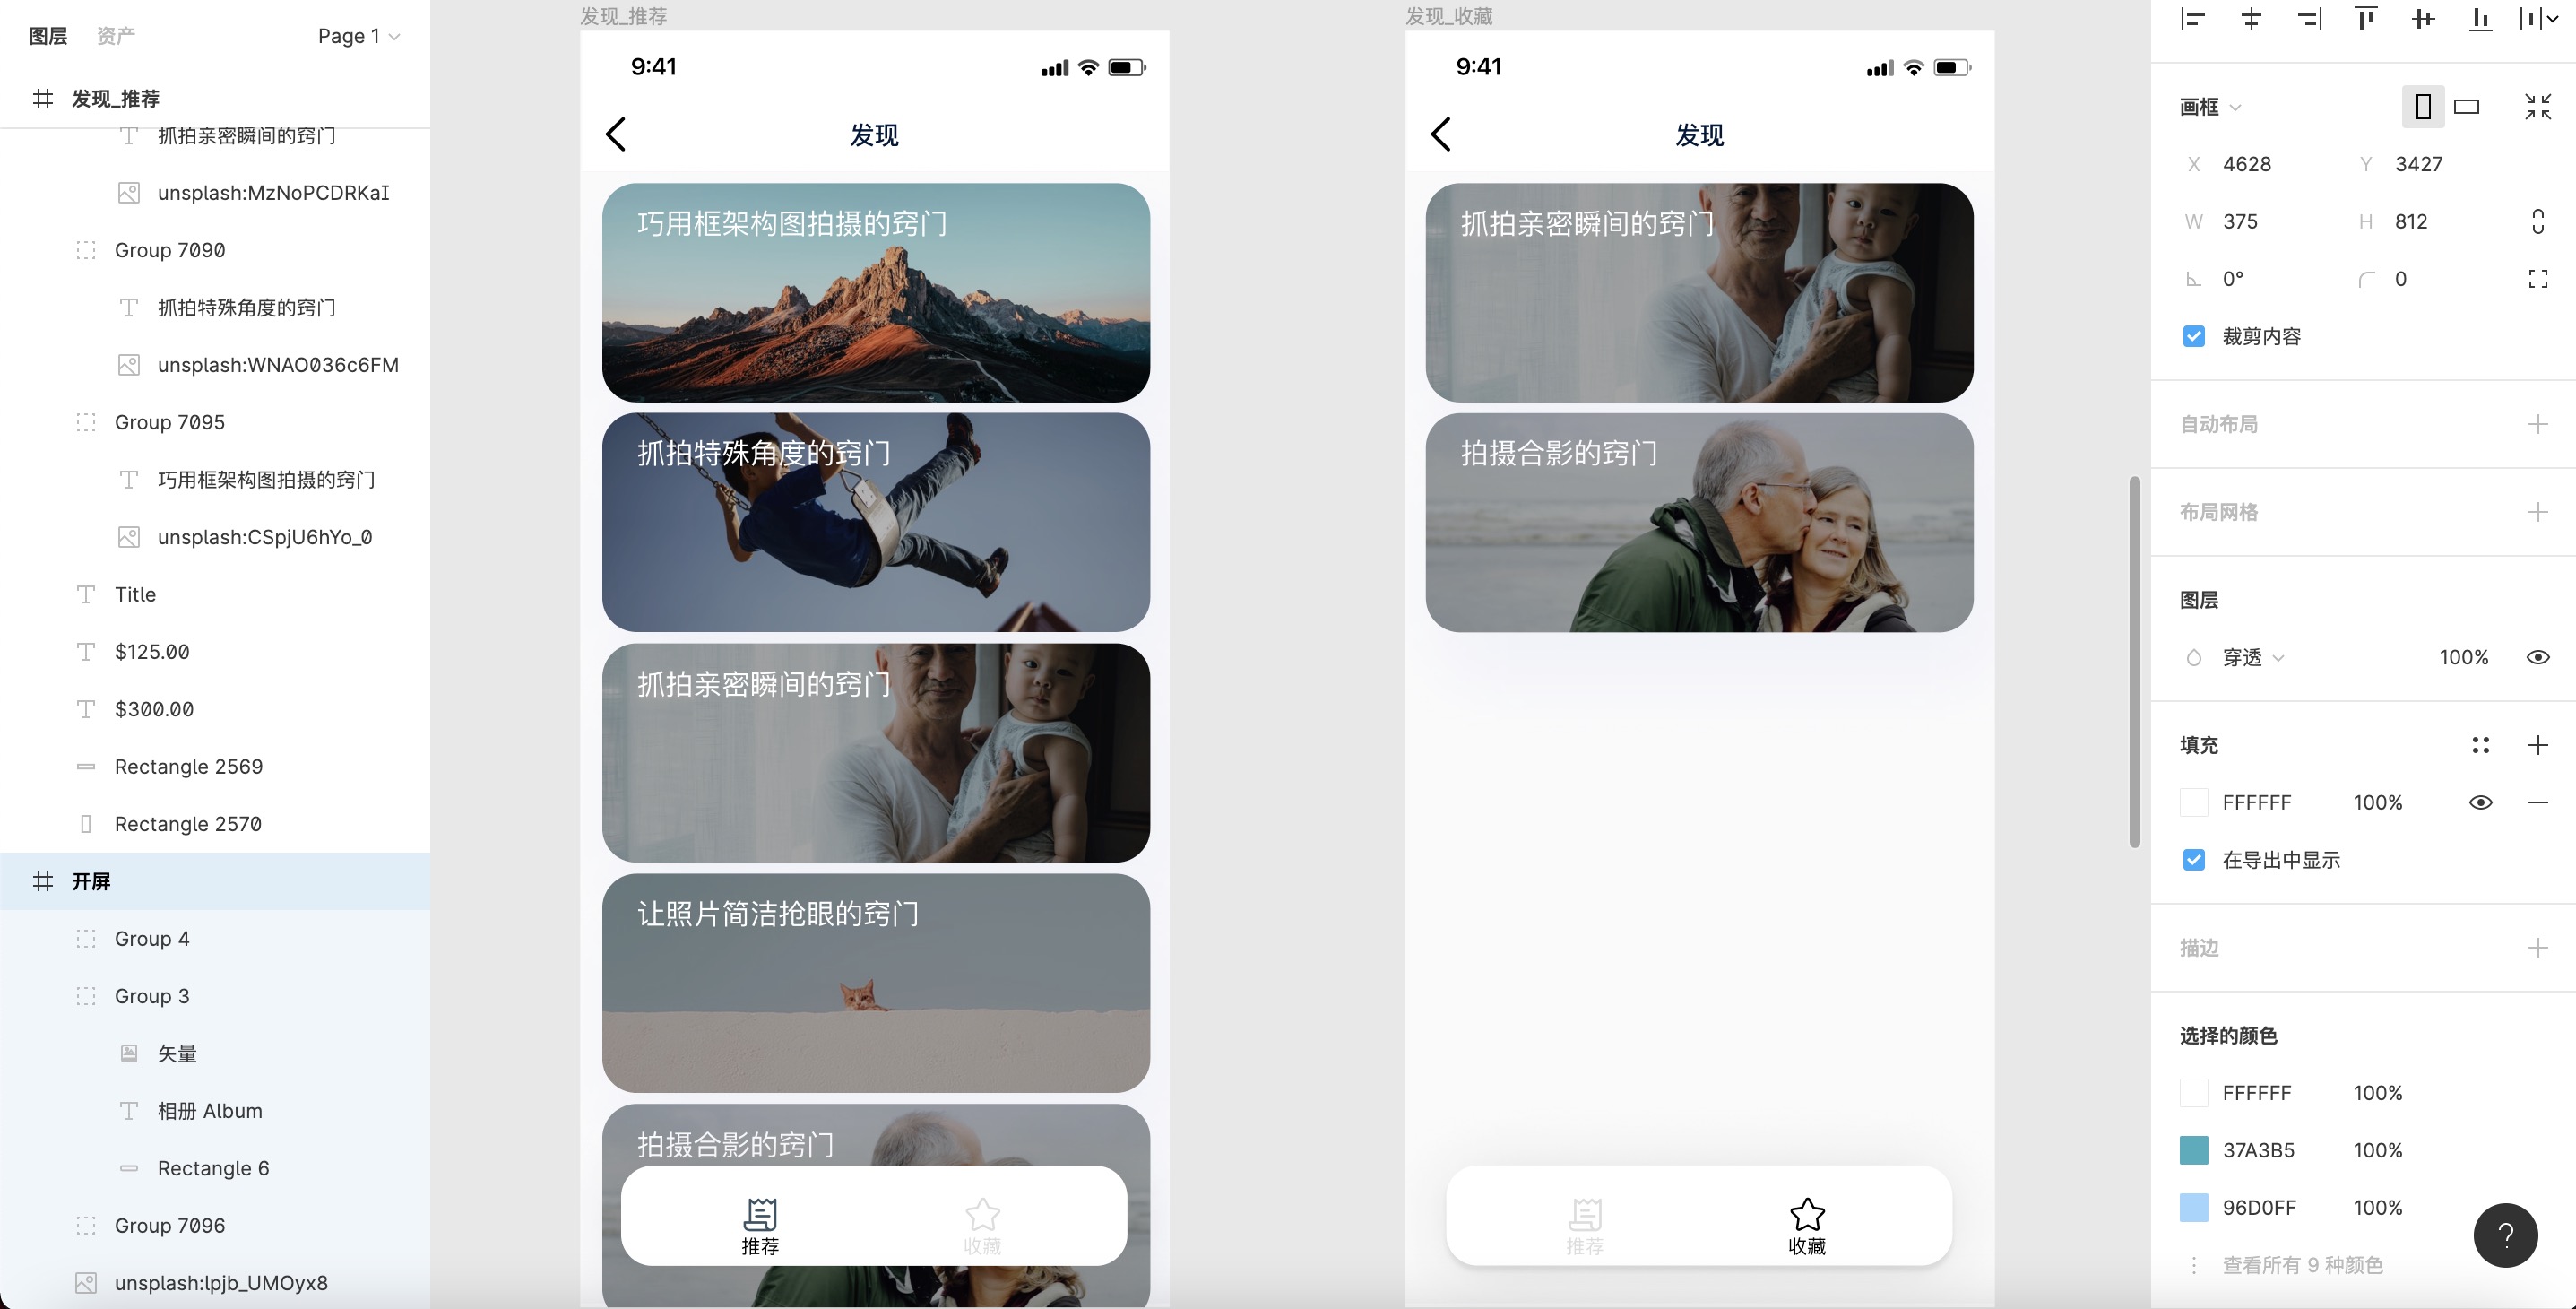 图层 资产 Page 1
发现_推荐
抓拍亲密瞬间的窍门
unsplash:MzNoPCDRKaI
Group 7090
抓拍特殊角度的窍门
unsplash:WNAO036c6FM
Group 7095
巧用框架构图拍摄的窍门
unsplash:CSpjU6hYo_0
Title
$125.00
$300.00
Rectangle 2569
Rectangle 2570
开屏
Group 4
Group 3
矢量
相册 Album
Rectangle 6
Group 7096
unsplash:lpjb_UMOyx8
发现_推荐
9:41
发现
巧用框架构图拍摄的窍门
抓拍特殊角度的窍门
抓拍亲密瞬间的窍门
让照片简洁抢眼的窍门
拍摄合影的窍门
推荐 收藏
发现_收藏
9:41
发现
抓拍亲密瞬间的窍门
拍摄合影的窍门
推荐 收藏
画框
X 4628 Y 3427
W 375 H 812
0° 0
裁剪内容
自动布局
布局网格
图层
穿透 100%
填充
FFFFFF 100%
在导出中显示
描边
选择的颜色
FFFFFF 100%
37A3B5 100%
96D0FF 100%
查看所有 9 种颜色
?